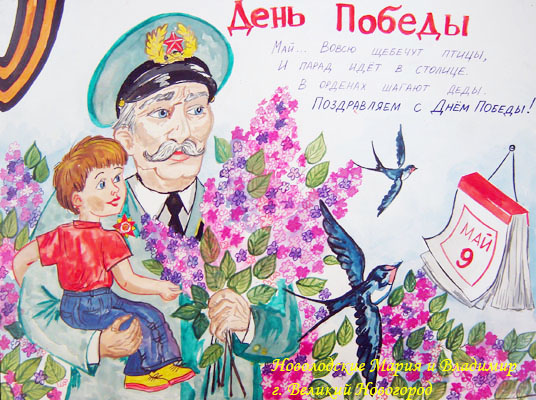 День Победы
Май... Вовсю щебечут птицы,
И парад идёт в столице.
В орденах шагают деды.
Поздравляем с Днём Победы!
МАЙ
9
Новолодские Мария и Владимир
г. Великий Новогород